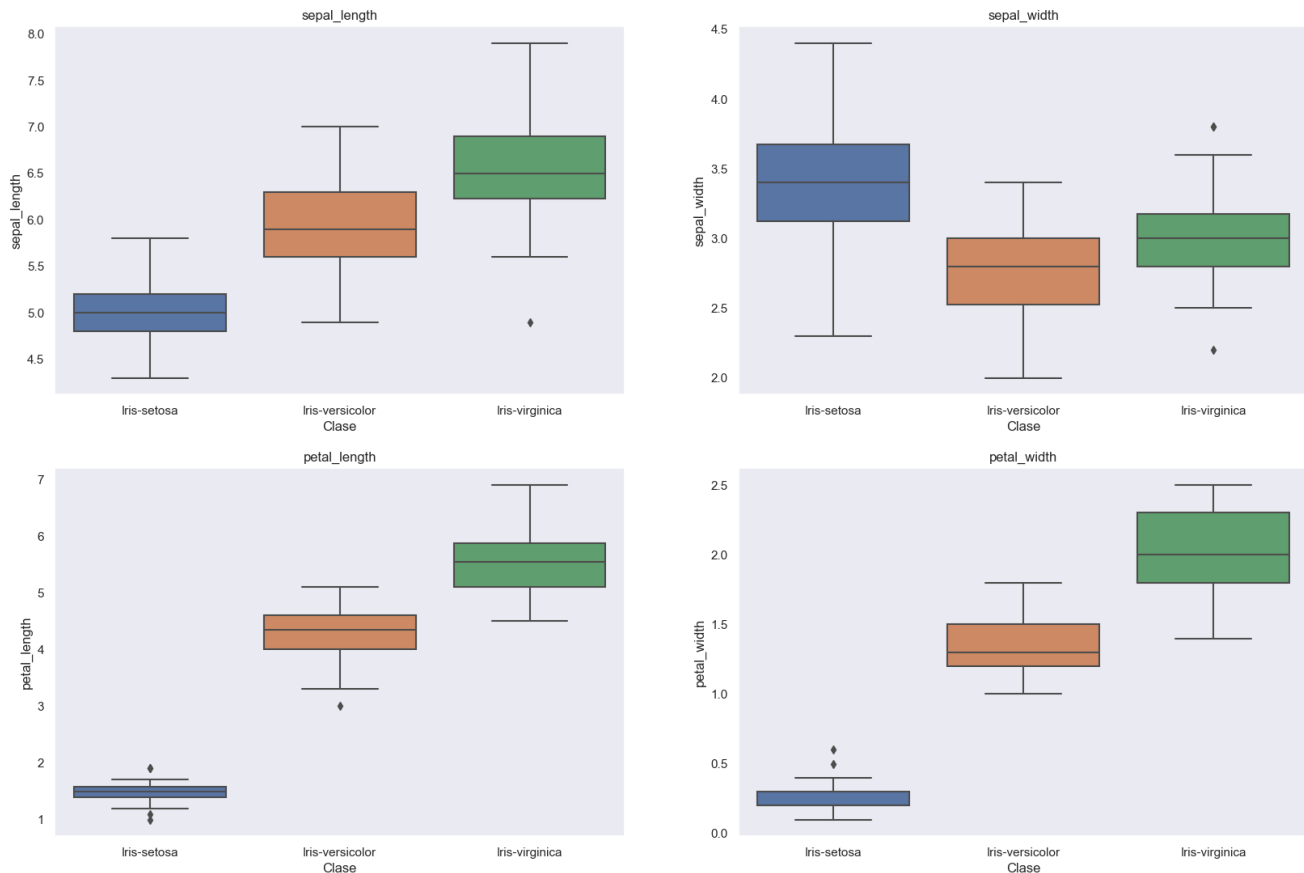 sepal_length
8.0
7.5
7.0
6.5
6.0
5.5
5.0
4.5
sepal_length
Iris-setosa Iris-versicolor Iris-virginica
Clase
sepal_width
4.5
4.0
3.5
3.0
2.5
2.0
sepal_width
Iris-setosa Iris-versicolor Iris-virginica
Clase
petal_length
7
6
5
4
3
2
1
petal_length
Iris-setosa Iris-versicolor Iris-virginica
Clase
petal_width
2.5
2.0
1.5
1.0
0.5
0.0
petal_width
Iris-setosa Iris-versicolor Iris-virginica
Clase